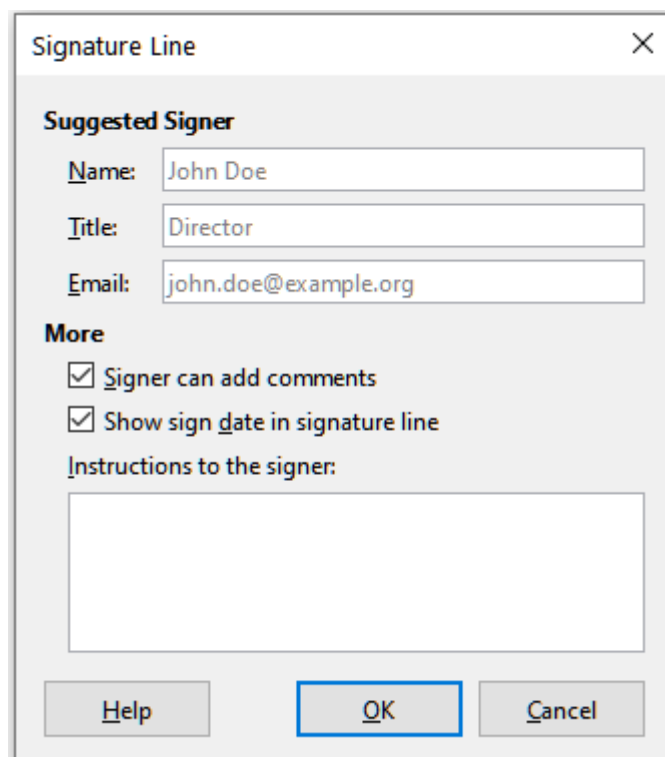 Signature Line
Suggested Signer
Name: John Doe
Title: Director
Email: john.doe@example.org
More
Signer can add comments
Show sign date in signature line
Instructions to the signer:
Help OK Cancel